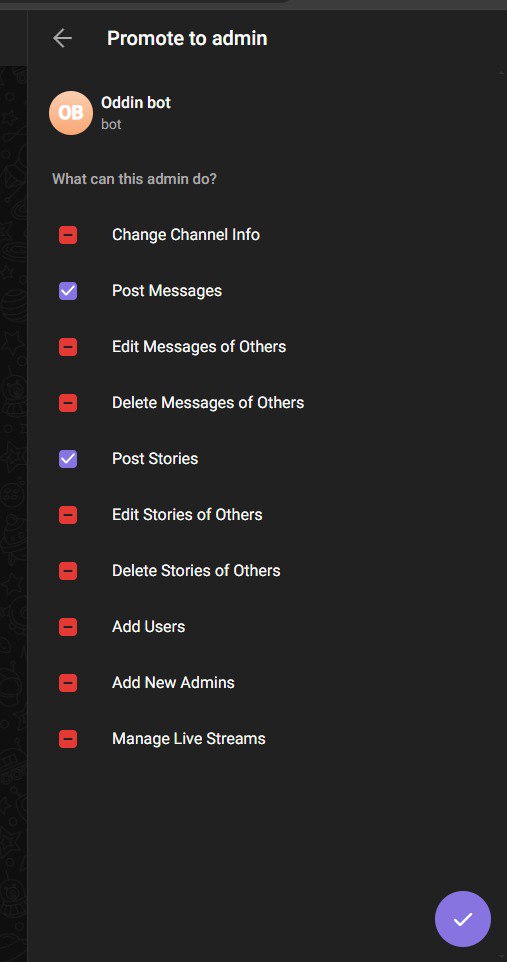 Promote to admin
OB
Oddin bot
bot
What can this admin do?
Change Channel Info
Post Messages
Edit Messages of Others
Delete Messages of Others
Post Stories
Edit Stories of Others
Delete Stories of Others
Add Users
Add New Admins
Manage Live Streams